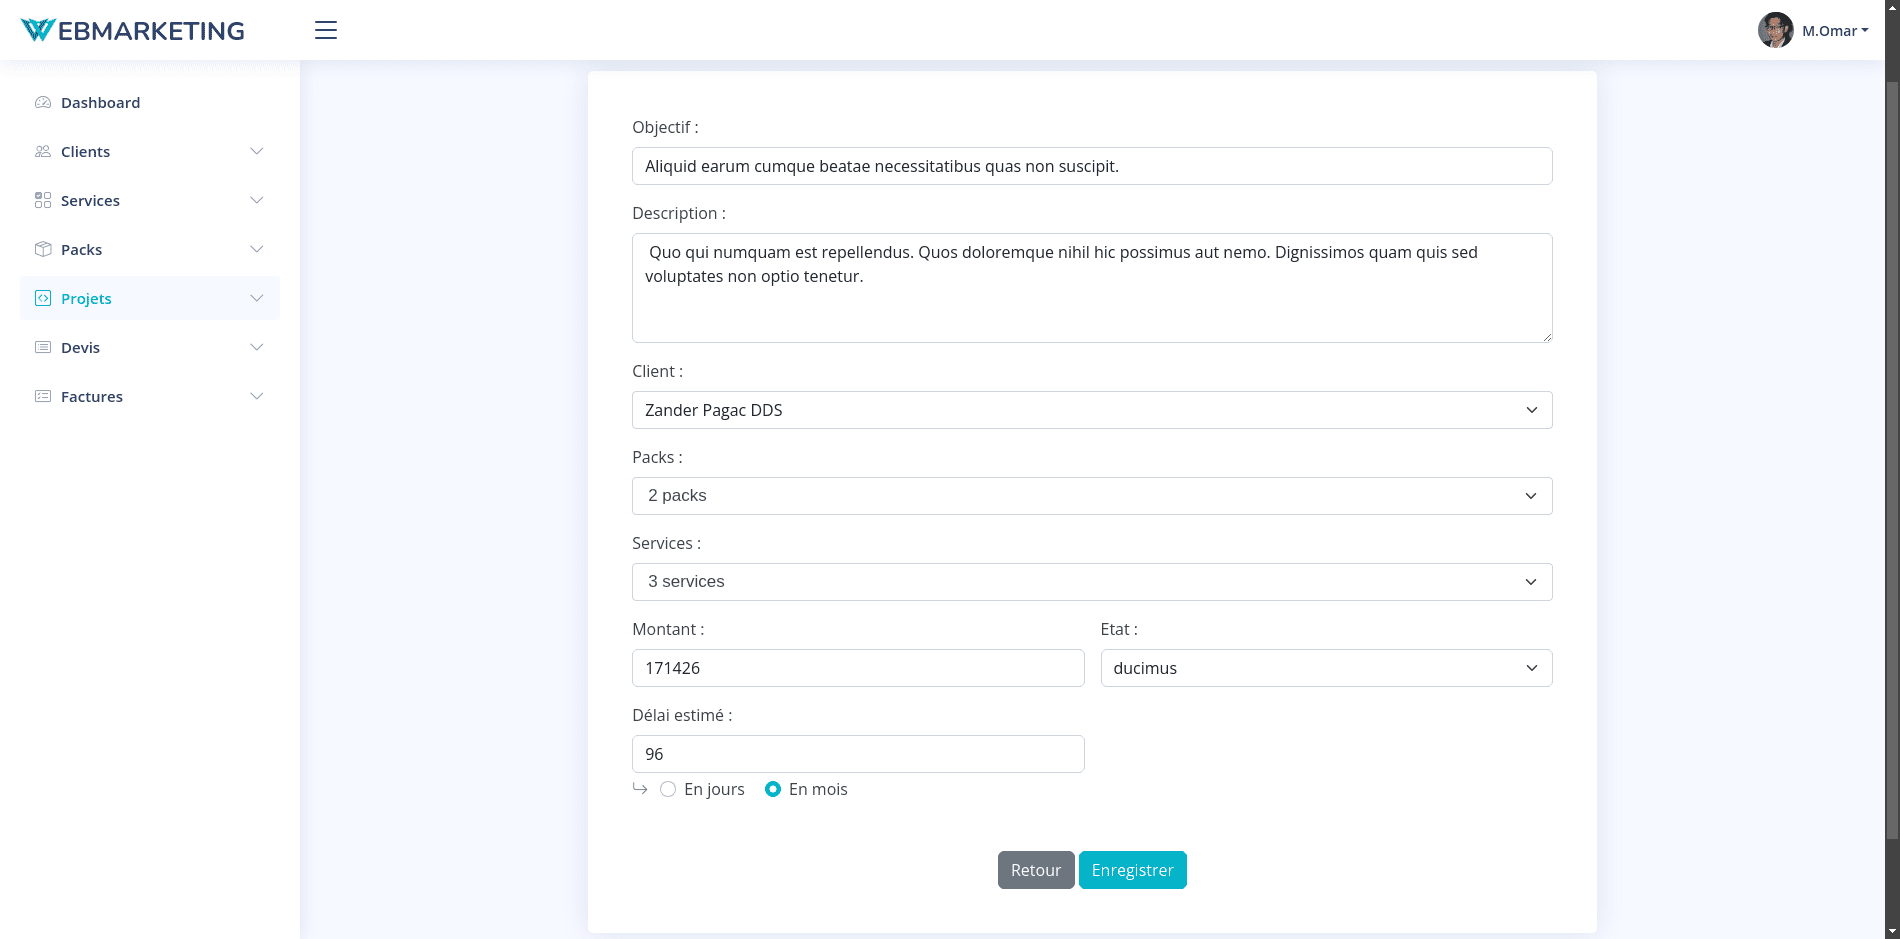 WEBMARKETING
M.Omar
Dashboard
Clients
Services
Packs
Projets
Devis
Factures
Objectif :
Aliquid earum cumque beatae necessitatibus quas non suscipit.
Description :
Quo qui numquam est repellendus. Quos doloremque nihil hic possimus aut nemo. Dignissimos quam quis sed
voluptates non optio tenetur.
Client :
Zander Pagac DDS
Packs :
2 packs
Services :
3 services
Montant :
171426
Etat :
ducimus
Délai estimé :
96
En jours
En mois
Retour
Enregistrer